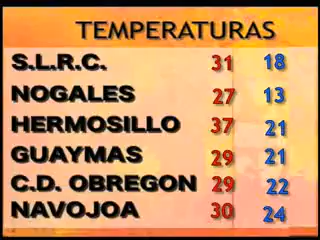 TEMPERATURAS
S.L.R.C. 31 18
NOGALES 27 13
HERMOSILLO 37 21
GUAYMAS 29 21
C.D. OBREGON 29 22
NAVOJOA 30 24